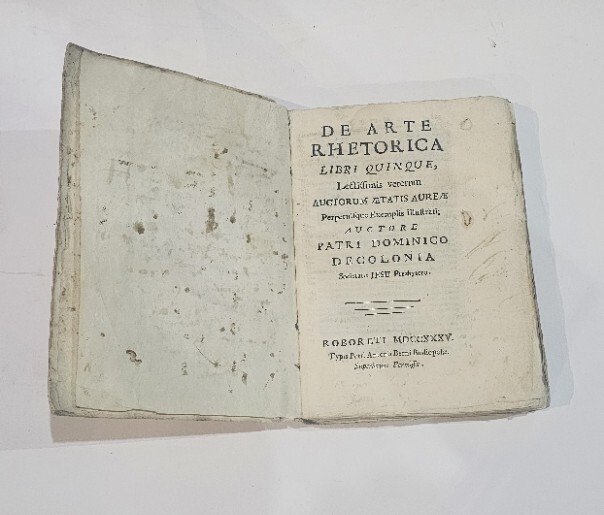 DE ARTE
RHETORICA
LIBRI QUINQUE,
Lectissimis veterum
AUCTORUM ÆTATIS AUREÆ
Perpetuisque Exemplis illustrati;
AUCTORE
PATRI DOMINICO
DECOLONIA
Societatis JESU Presbytero.
ROBORETI MDCCXXXV.
Typis Petri Antonii Berni Bibliopolæ.
Superiorum Permissu.